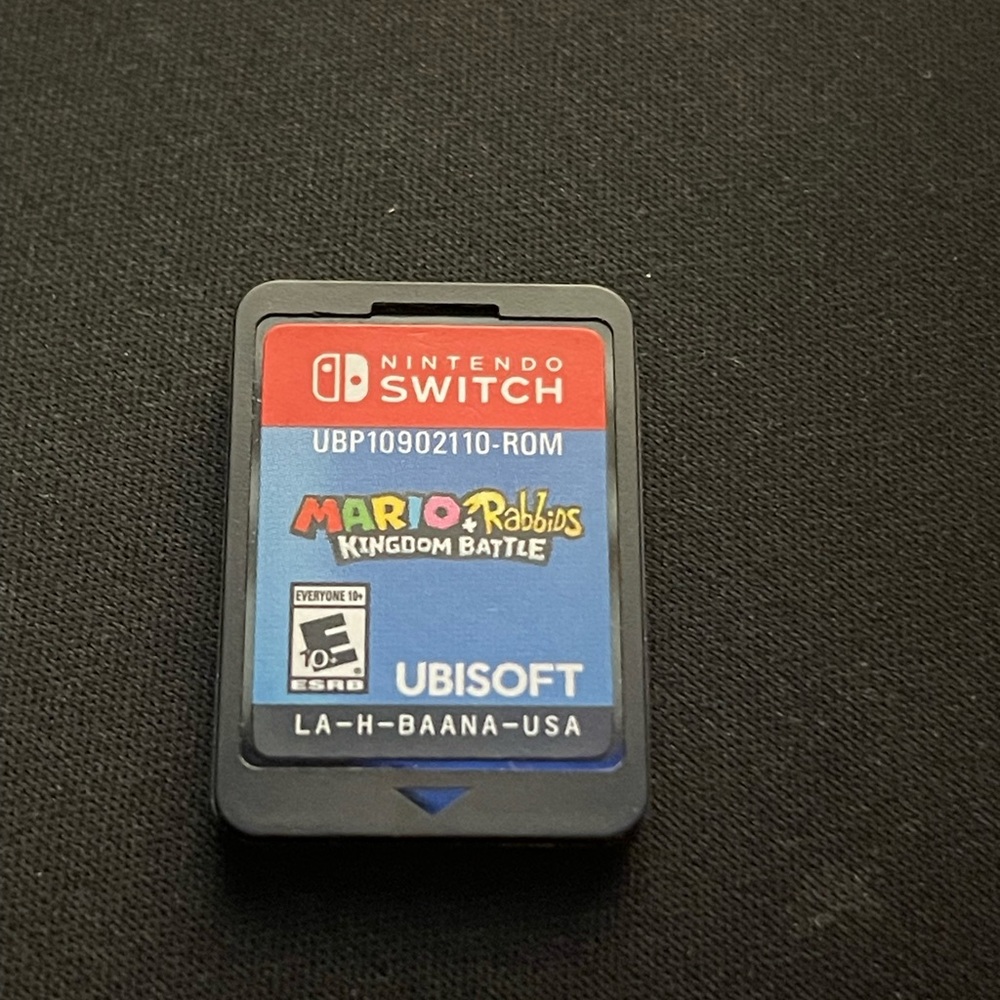 NINTENDO
SWITCH
UBP10902110-ROM
MARIO + Rabbids
KINGDOM BATTLE
EVERYONE 10+
E
10+
ESRB
UBISOFT
LA-H-BAANA-USA